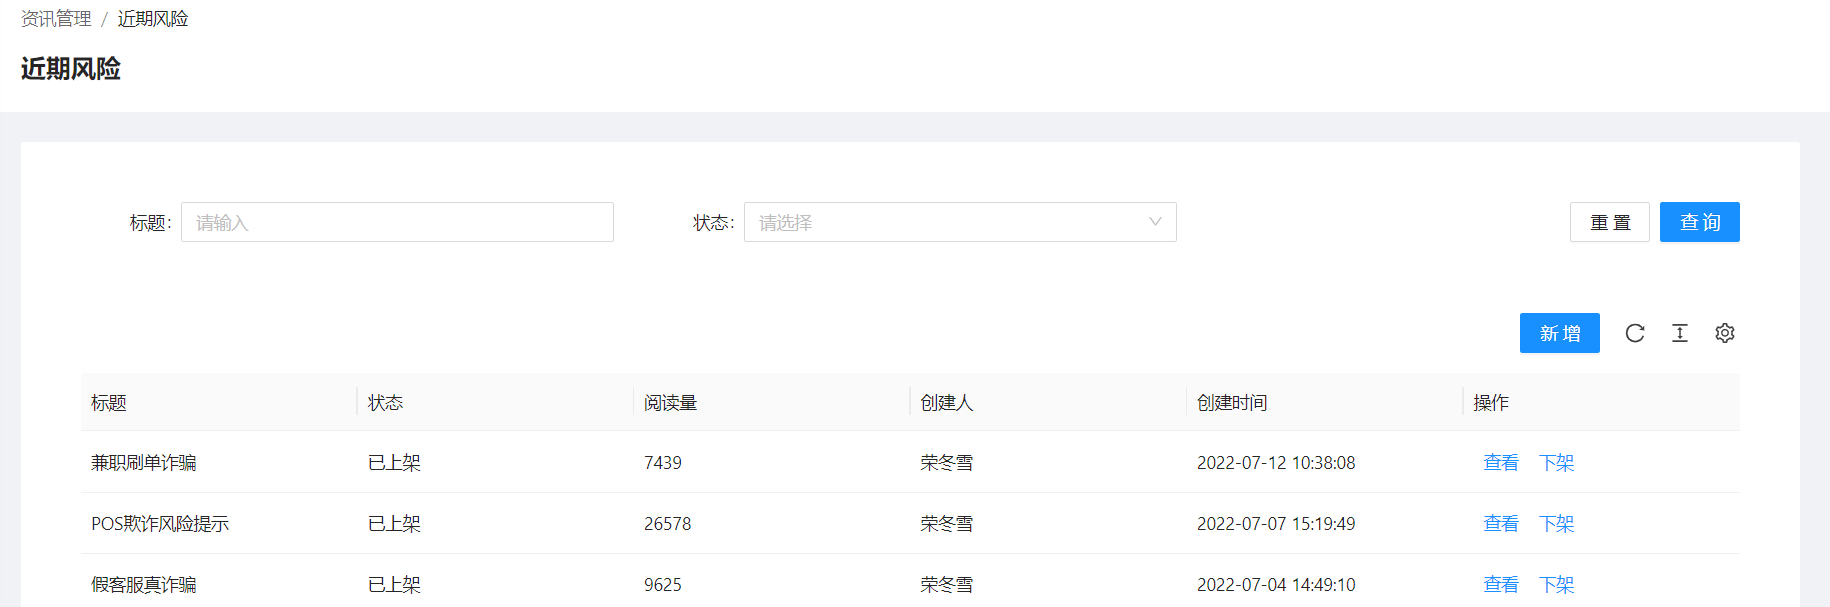 资讯管理 / 近期风险
近期风险
标题: 请输入 状态: 请选择 重置 查询
新增
标题 状态 阅读量 创建人 创建时间 操作
兼职刷单诈骗 已上架 7439 荣冬雪 2022-07-12 10:38:08 查看 下架
POS欺诈风险提示 已上架 26578 荣冬雪 2022-07-07 15:19:49 查看 下架
假客服真诈骗 已上架 9625 荣冬雪 2022-07-04 14:49:10 查看 下架